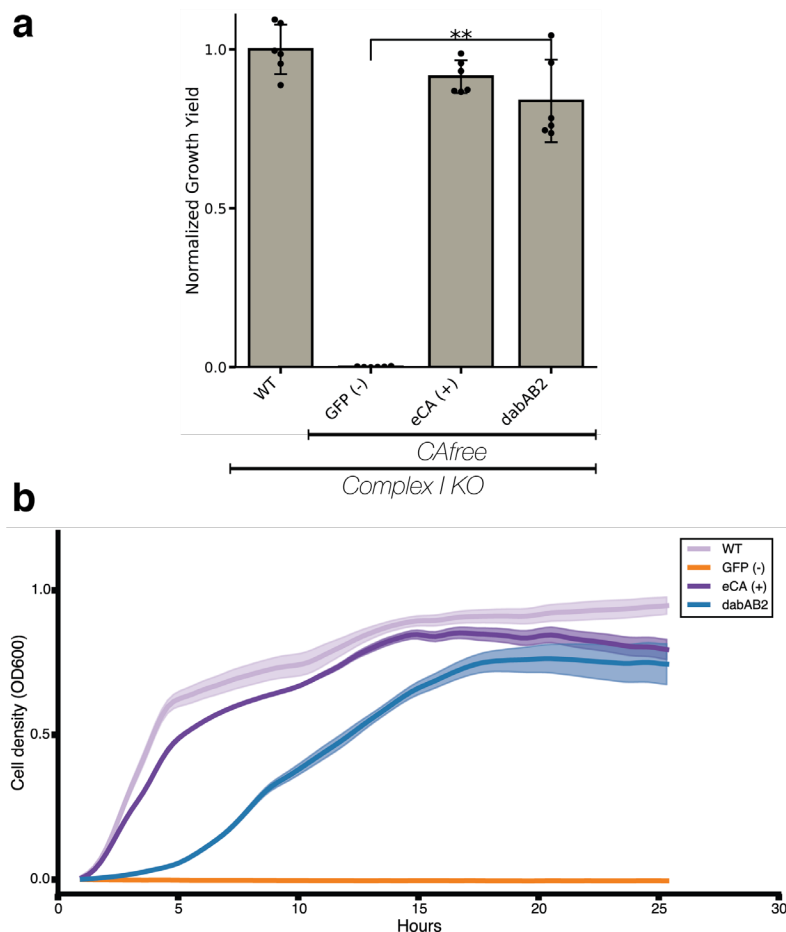 a
**
Normalized Growth Yield
1.0
0.5
0.0
WT
GFP (-)
eCA (+)
dabAB2
CAfree
Complex I KO
b
WT
GFP (-)
eCA (+)
dabAB2
Cell density (OD600)
1.0
0.5
0.0
0 5 10 15 20 25 30
Hours